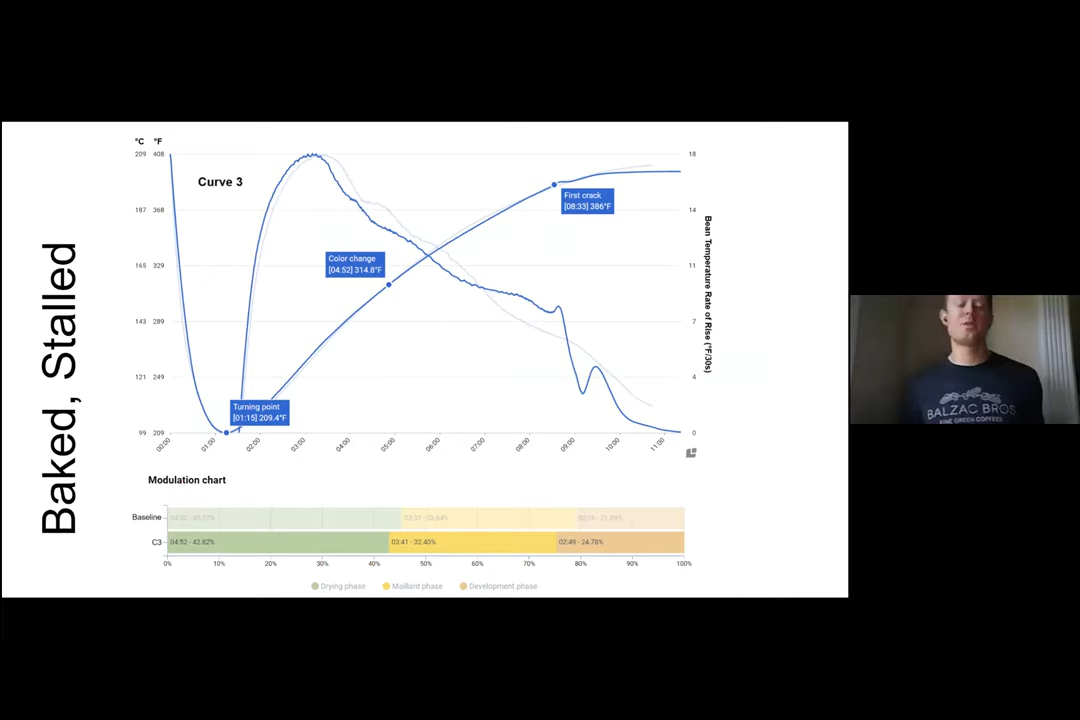 Baked, Stalled
°C °F
Curve 3
209 408
187 368
165 329
143 289
121 249
99 209
18
14
11
7
4
0
Bean Temperature Rate of Rise (°F/30s)
First crack
[08:33] 386°F
Color change
[04:52] 314.8°F
Turning point
[01:15] 209.4°F
00:00 01:00 02:00 03:00 04:00 05:00 06:00 07:00 08:00 09:00 10:00 11:00
Modulation chart
Baseline
C3 04:52 - 42.82% 03:41 - 32.40% 02:49 - 24.78%
0% 10% 20% 30% 40% 50% 60% 70% 80% 90% 100%
Drying phase Maillard phase Development phase
BALZAC BROS
FINE GREEN COFFEES